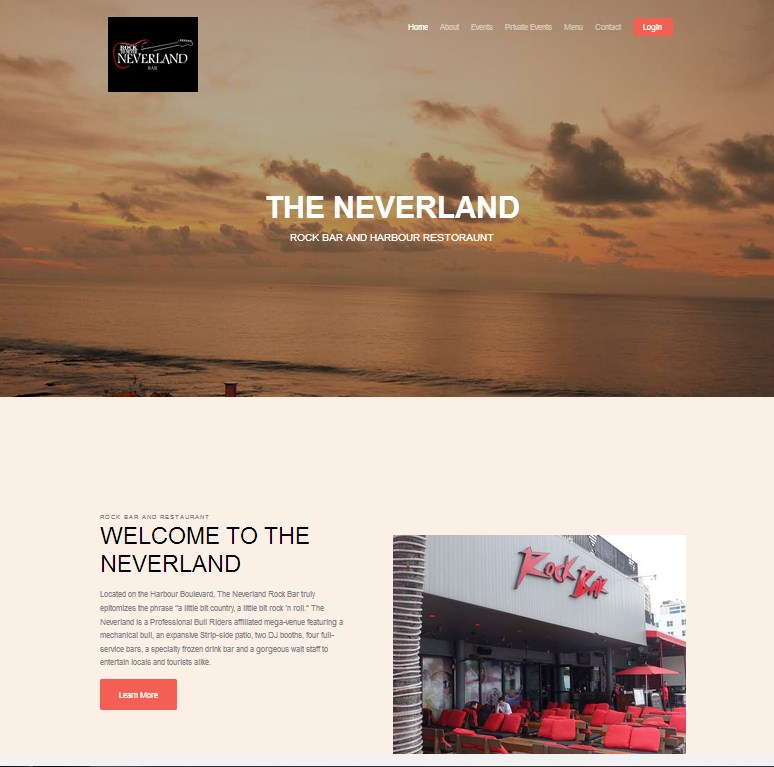 ROCK
TO NEVER
NEVERLAND
BAR
Home About Events Private Events Menu Contact Login
THE NEVERLAND
ROCK BAR AND HARBOUR RESTORAUNT
ROCK BAR AND RESTAURANT
WELCOME TO THE
NEVERLAND
Located on the Harbour Boulevard, The Neverland Rock Bar truly
epitomizes the phrase "a little bit country, a little bit rock 'n roll." The
Neverland is a Professional Bull Riders affiliated mega-venue featuring a
mechanical bull, an expansive Strip-side patio, two DJ booths, four full-
service bars, a specialty frozen drink bar and a gorgeous wait staff to
entertain locals and tourists alike.
Learn More
Rock Bar